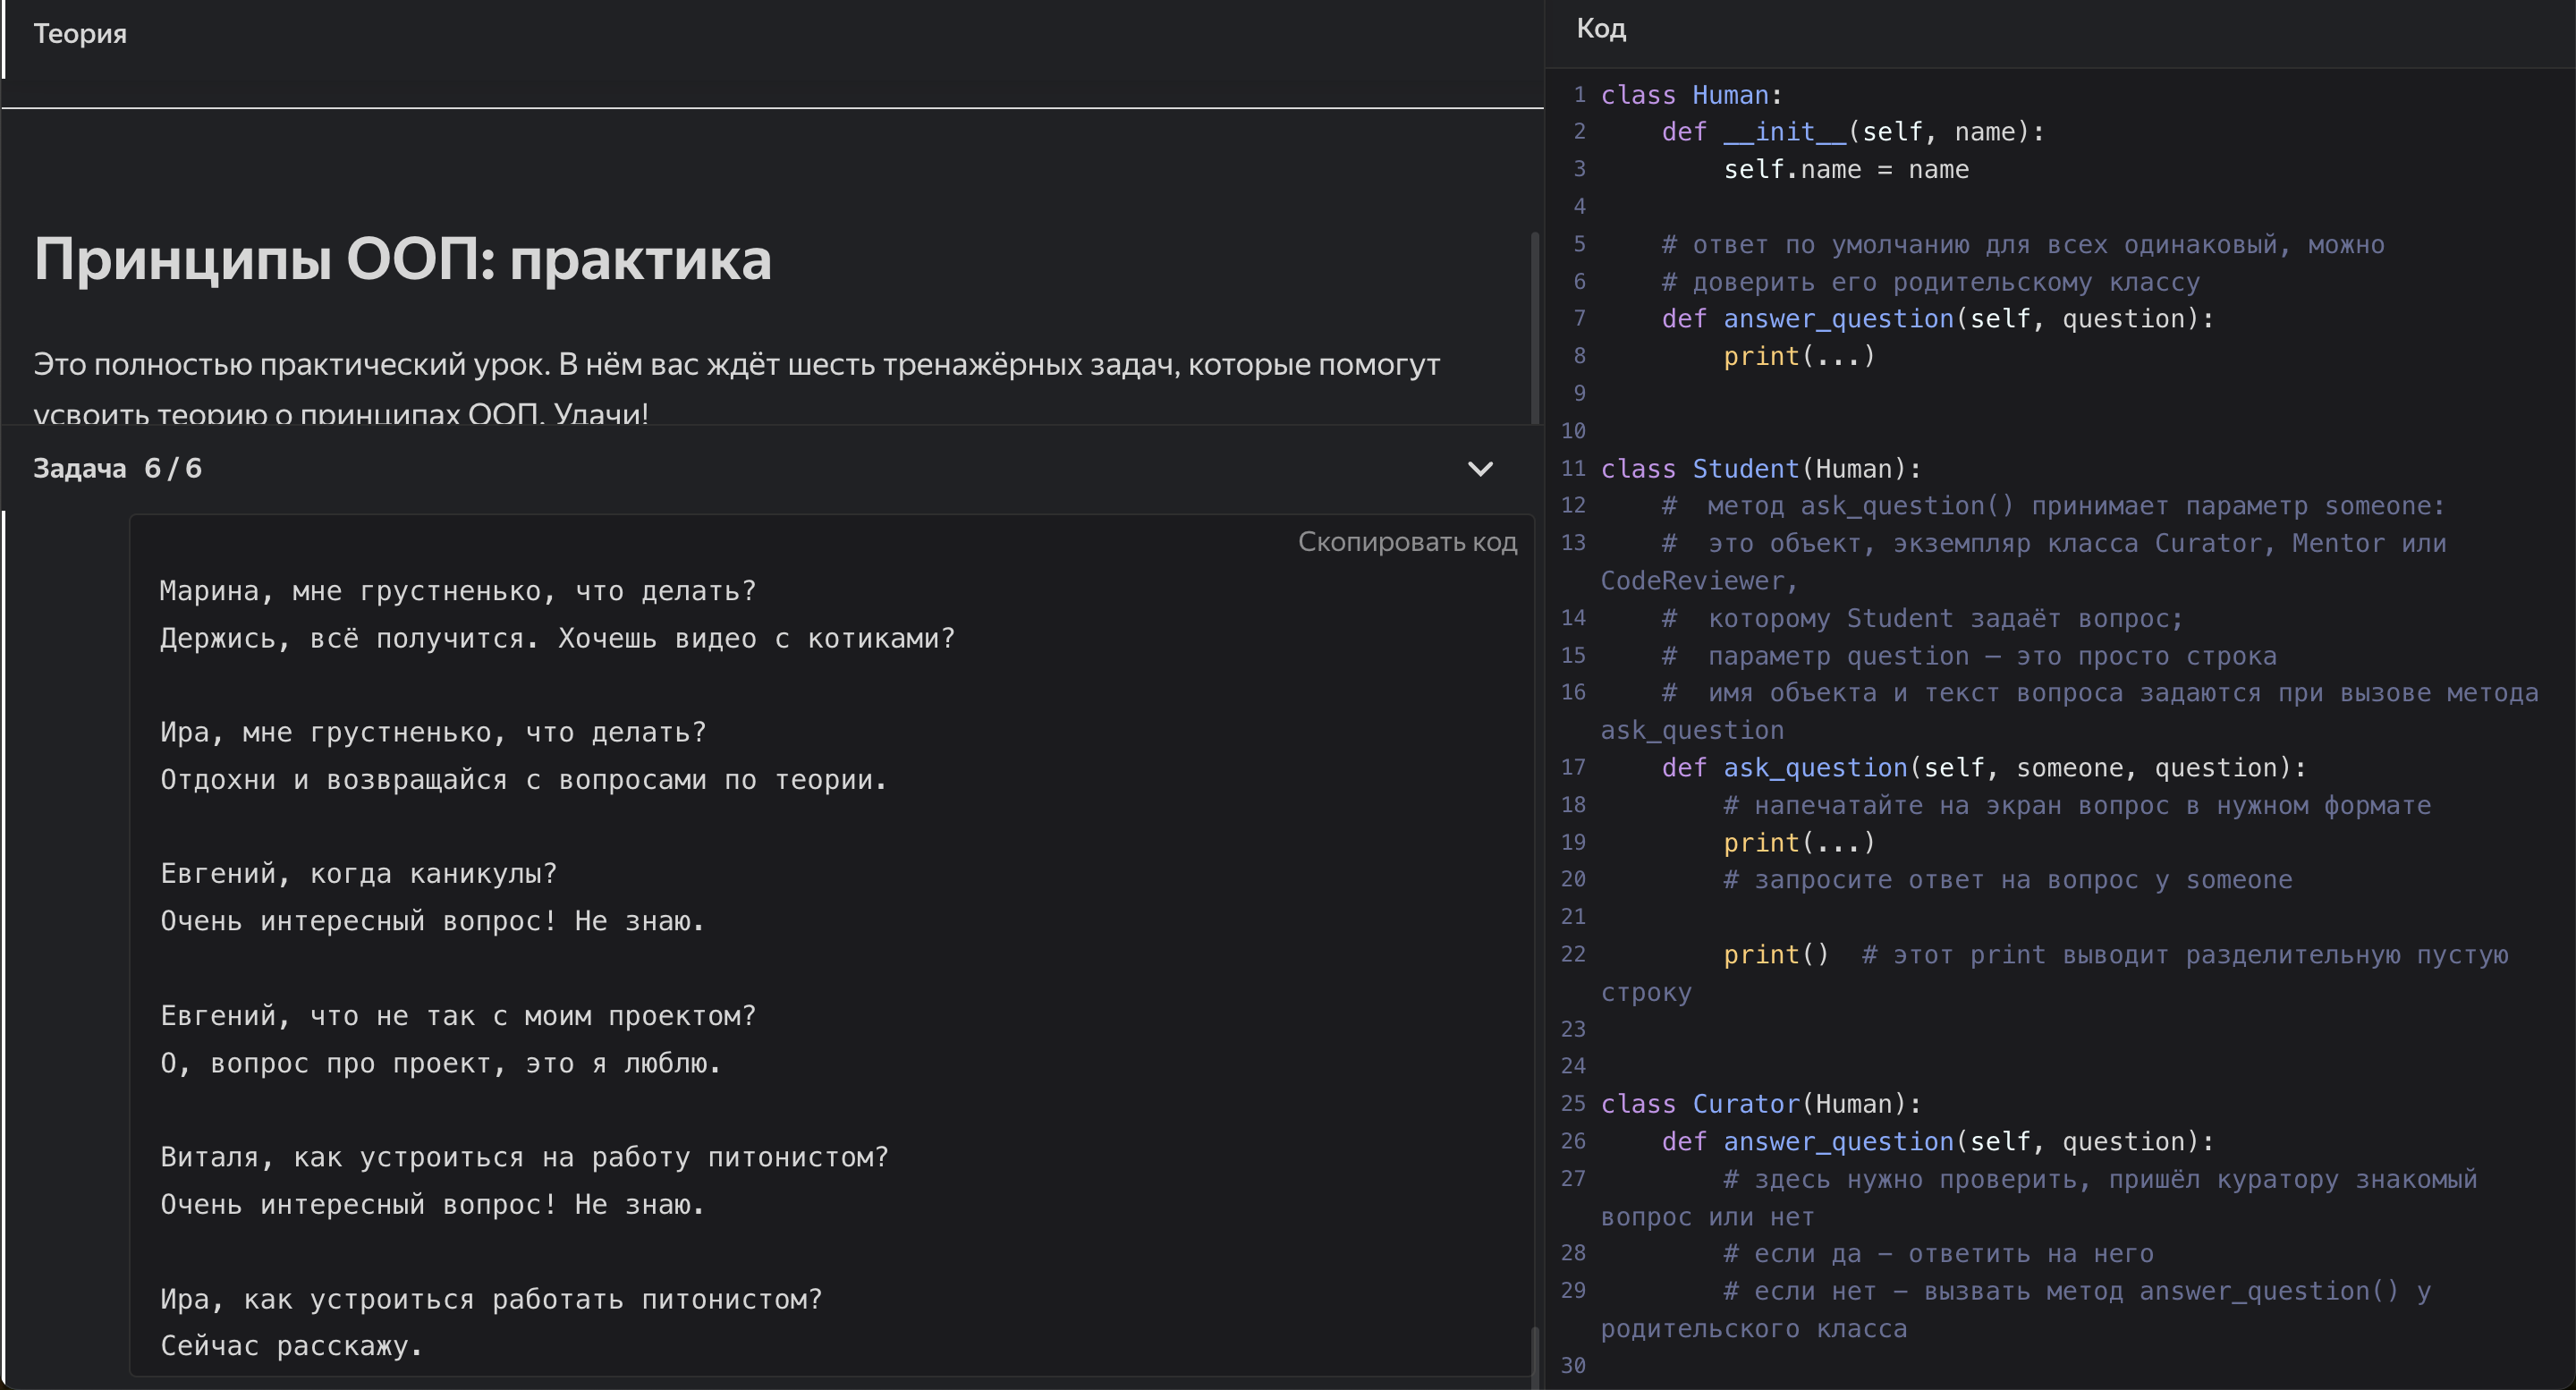 Теория
Принципы ООП: практика
Это полностью практический урок. В нём вас ждёт шесть тренажёрных задач, которые помогут
усвоить теорию о принципах ООП. Удачи!
Задача 6 / 6
Скопировать код
Марина, мне грустненько, что делать?
Держись, всё получится. Хочешь видео с котиками?
Ира, мне грустненько, что делать?
Отдохни и возвращайся с вопросами по теории.
Евгений, когда каникулы?
Очень интересный вопрос! Не знаю.
Евгений, что не так с моим проектом?
О, вопрос про проект, это я люблю.
Виталя, как устроиться на работу питонистом?
Очень интересный вопрос! Не знаю.
Ира, как устроиться работать питонистом?
Сейчас расскажу.
Код
1 class Human:
2     def __init__(self, name):
3         self.name = name
4
5     # ответ по умолчанию для всех одинаковый, можно
6     # доверить его родительскому классу
7     def answer_question(self, question):
8         print(...)
9
10
11 class Student(Human):
12     #  метод ask_question() принимает параметр someone:
13     #  это объект, экземпляр класса Curator, Mentor или
CodeReviewer,
14     #  которому Student задаёт вопрос;
15     #  параметр question — это просто строка
16     #  имя объекта и текст вопроса задаются при вызове метода
ask_question
17     def ask_question(self, someone, question):
18         # напечатайте на экран вопрос в нужном формате
19         print(...)
20         # запросите ответ на вопрос у someone
21
22         print()  # этот print выводит разделительную пустую
строку
23
24
25 class Curator(Human):
26     def answer_question(self, question):
27         # здесь нужно проверить, пришёл куратору знакомый
вопрос или нет
28         # если да — ответить на него
29         # если нет — вызвать метод answer_question() у
родительского класса
30